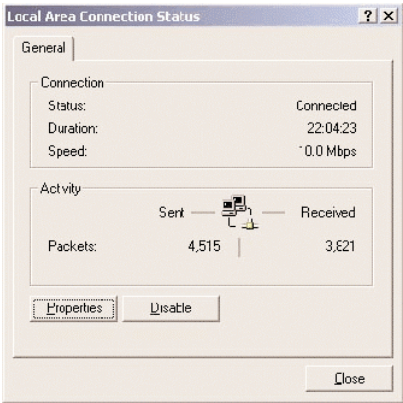 Local Area Connection Status
General
Connection
Status: Connected
Duration: 22:04:23
Speed: 10.0 Mbps
Activity
Sent — — Received
Packets: 4,515 | 3,821
Properties Disable
Close